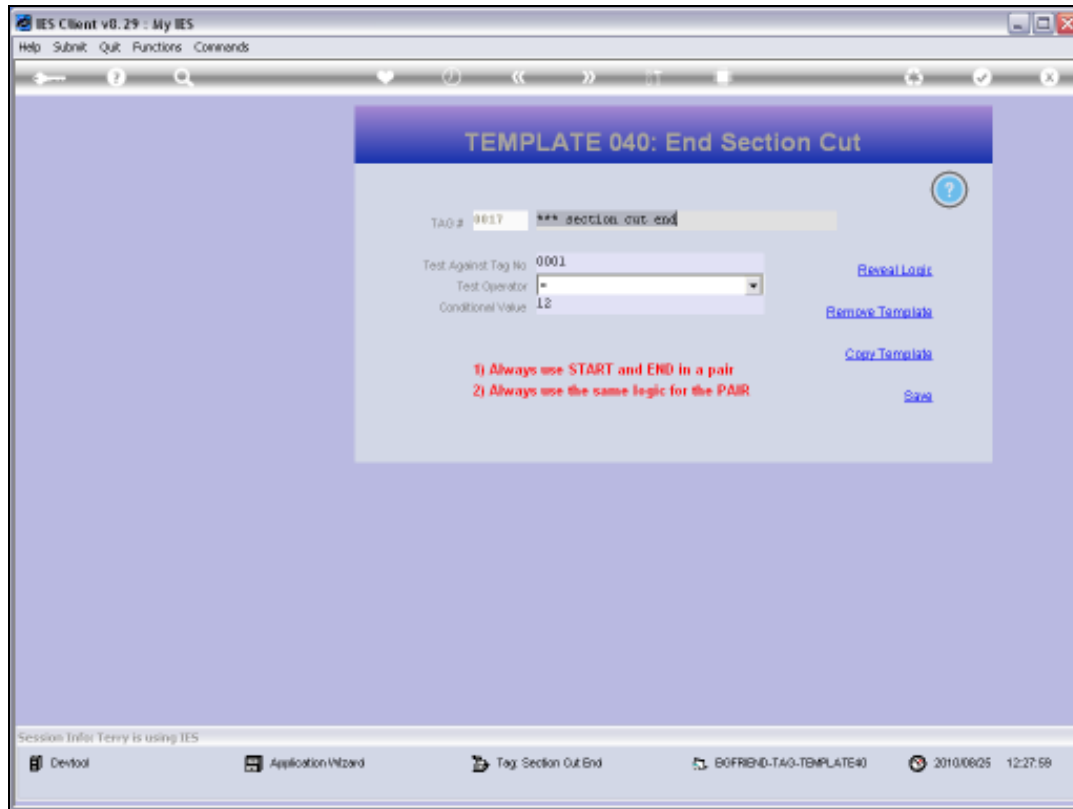 IES Client v8.29 : My IES
Help Submit Quit Functions Commands
TEMPLATE 040: End Section Cut
TAG # 0017 *** section cut end
Test Against Tag No 0001
Test Operator =
Conditional Value 12
Reveal Logic
Remove Template
Copy Template
Save
1) Always use START and END in a pair
2) Always use the same logic for the PAIR
Session Info: Terry is using IES
Devtool Application Wizard Tag: Section Cut End BGFRIEND-TAG-TEMPLATE40 2010/08/25 12:27:59